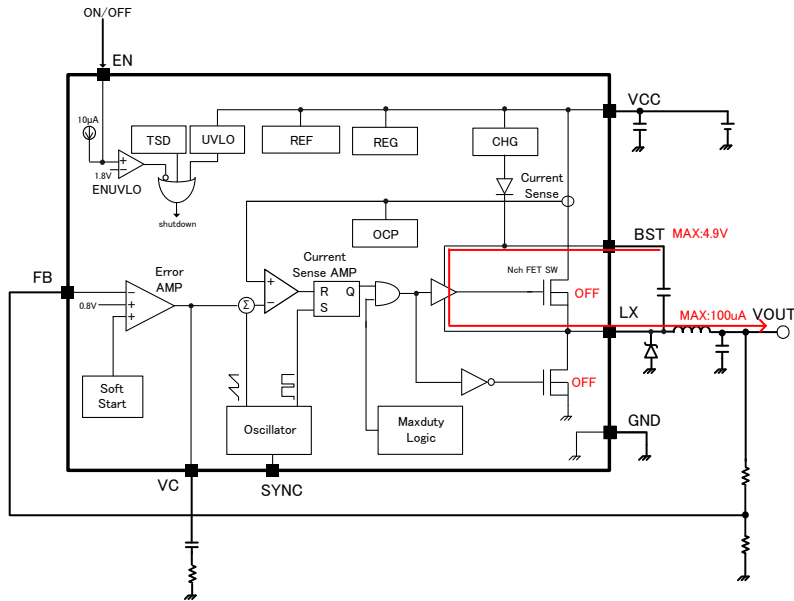 ON/OFF
EN
10μA
TSD
UVLO
REF
REG
CHG
VCC
1.8V
ENUVLO
shutdown
Current
Sense
OCP
BST
MAX:4.9V
FB
Error
AMP
Current
Sense AMP
Nch FET SW
OFF
0.8V
Σ
R Q
S
LX
MAX:100uA
VOUT
Soft
Start
OFF
Oscillator
Maxduty
Logic
GND
VC
SYNC